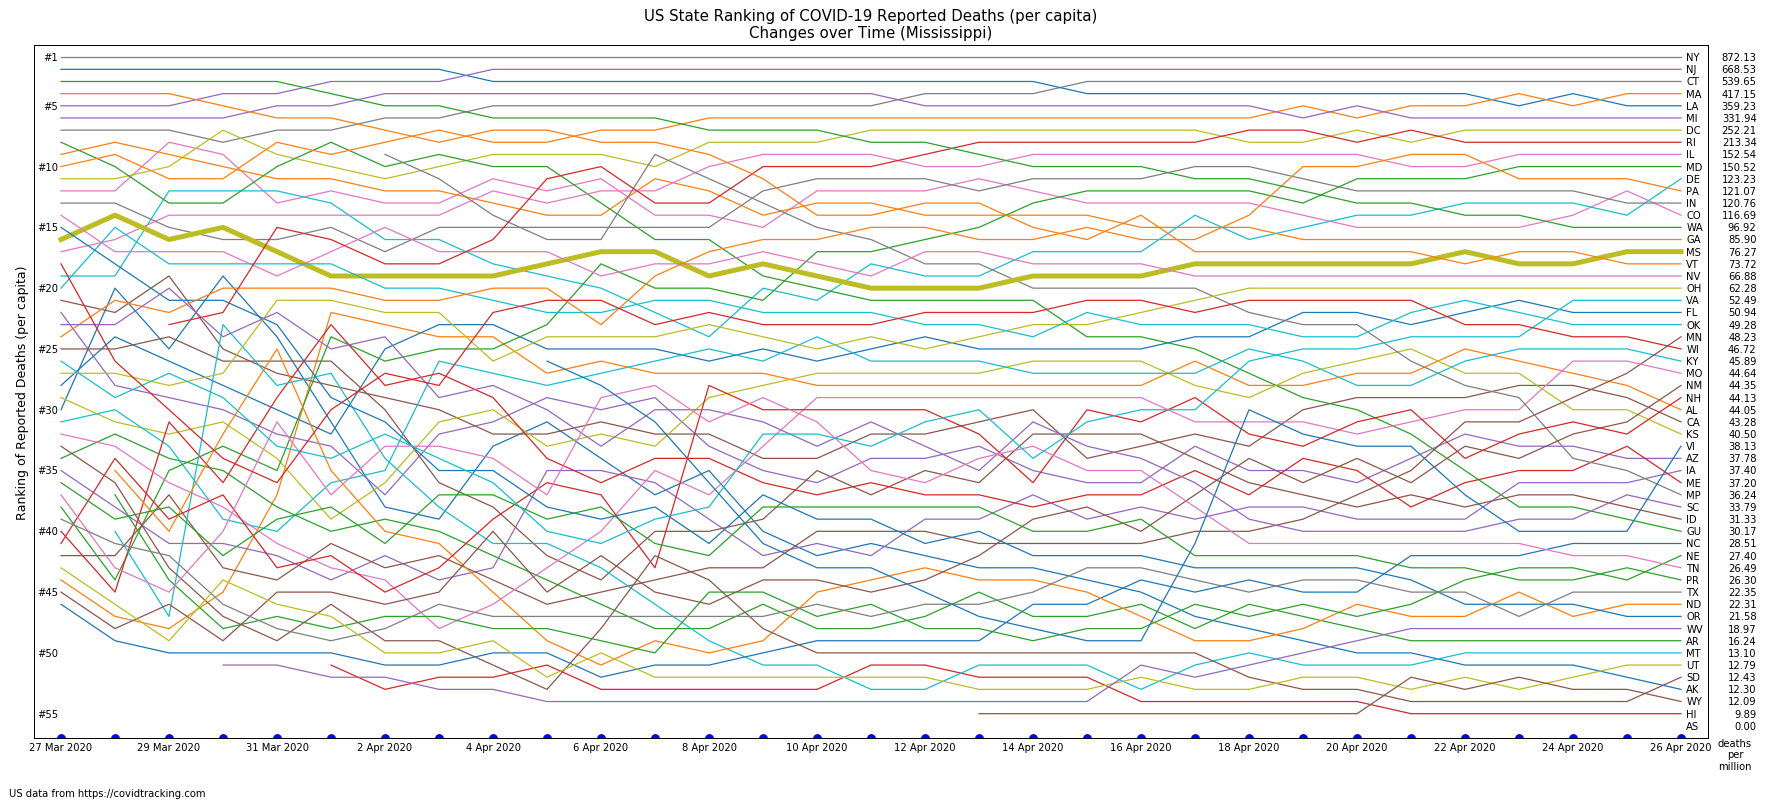 US State Ranking of COVID-19 Reported Deaths (per capita)
Changes over Time (Mississippi)
Ranking of Reported Deaths (per capita)
#1
#5
#10
#15
#20
#25
#30
#35
#40
#45
#50
#55
NY 872.13
NJ 668.53
CT 539.65
MA 417.15
LA 359.23
MI 331.94
DC 252.21
RI 213.34
IL 152.54
MD 150.52
DE 123.23
PA 121.07
IN 120.76
CO 116.69
WA 96.92
GA 85.90
MS 76.27
VT 73.72
NV 66.88
OH 62.28
VA 52.49
FL 50.94
OK 49.28
MN 48.23
WI 46.72
KY 45.89
MO 44.64
NM 44.35
NH 44.13
AL 44.05
CA 43.28
KS 40.50
VI 38.13
AZ 37.78
IA 37.40
ME 37.20
MP 36.24
SC 33.79
ID 31.33
GU 30.17
NC 28.51
NE 27.40
TN 26.49
PR 26.30
TX 22.35
ND 22.31
OR 21.58
WV 18.97
AR 16.24
MT 13.10
UT 12.79
SD 12.43
AK 12.30
WY 12.09
HI 9.89
AS 0.00
27 Mar 2020 29 Mar 2020 31 Mar 2020 2 Apr 2020 4 Apr 2020 6 Apr 2020 8 Apr 2020 10 Apr 2020 12 Apr 2020 14 Apr 2020 16 Apr 2020 18 Apr 2020 20 Apr 2020 22 Apr 2020 24 Apr 2020 26 Apr 2020
deaths
per
million
US data from https://covidtracking.com